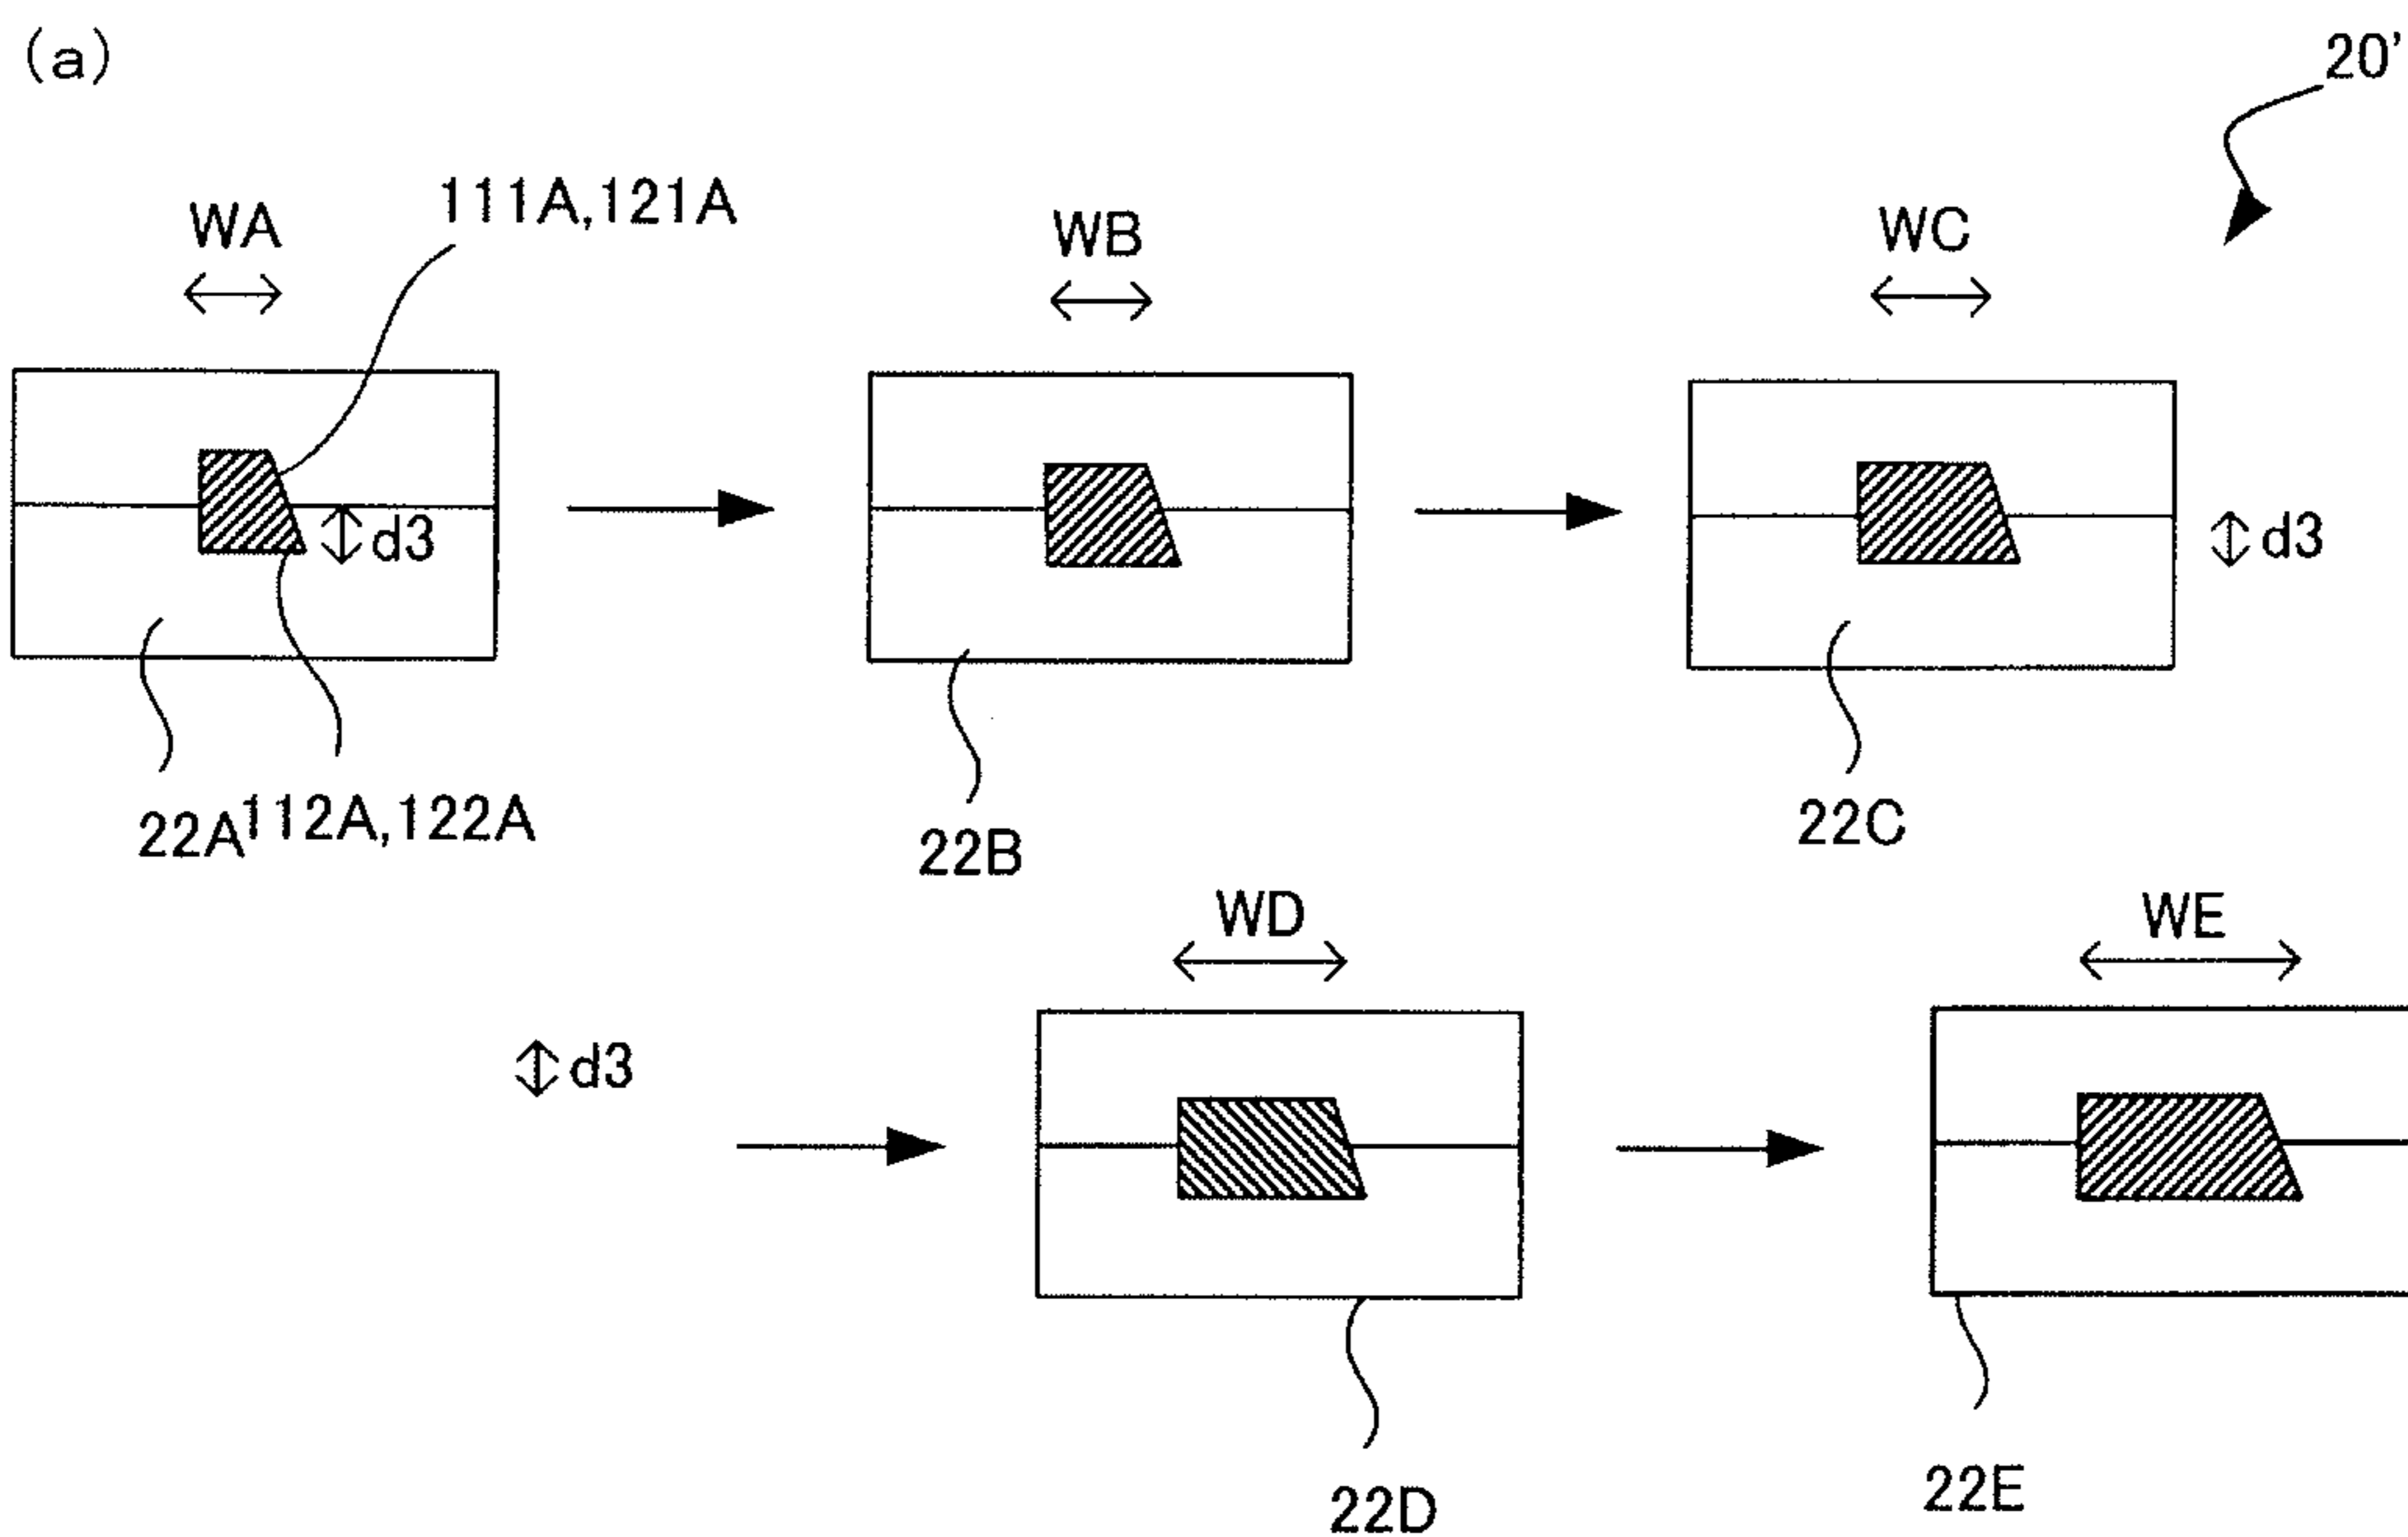 (a)
20'
WA
111A,121A
WB
WC
d3
d3
22A
112A,122A
22B
22C
WD
WE
d3
22D
22E